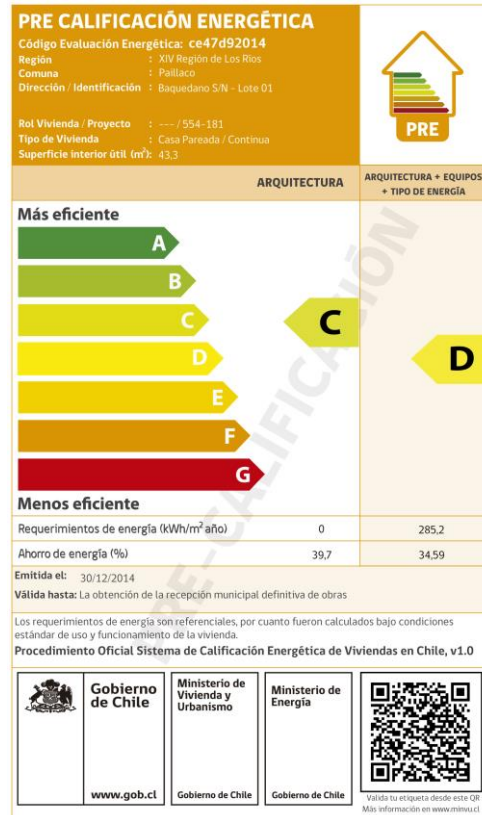 PRE CALIFICACIÓN ENERGÉTICA
Código Evaluación Energética: ce47d92014
Región : XIV Región de Los Ríos
Comuna : Paillaco
Dirección / Identificación : Baquedano S/N - Lote 01
Rol Vivienda / Proyecto : --- / 554-181
Tipo de Vivienda : Casa Pareada / Continua
Superficie interior útil (m²): 43,3
PRE
ARQUITECTURA
ARQUITECTURA + EQUIPOS
+ TIPO DE ENERGÍA
Más eficiente
A
B
C
D
E
F
G
C
D
Menos eficiente
PRE-CALIFICACIÓN
Requerimientos de energía (kWh/m² año) 0 285,2
Ahorro de energía (%) 39,7 34,59
Emitida el: 30/12/2014
Válida hasta: La obtención de la recepción municipal definitiva de obras
Los requerimientos de energía son referenciales, por cuanto fueron calculados bajo condiciones
estándar de uso y funcionamiento de la vivienda.
Procedimiento Oficial Sistema de Calificación Energética de Viviendas en Chile, v1.0
Gobierno
de Chile
www.gob.cl
Ministerio de
Vivienda y
Urbanismo
Gobierno de Chile
Ministerio de
Energía
Gobierno de Chile
Valida tu etiqueta desde este QR
Más información en www.minvu.cl